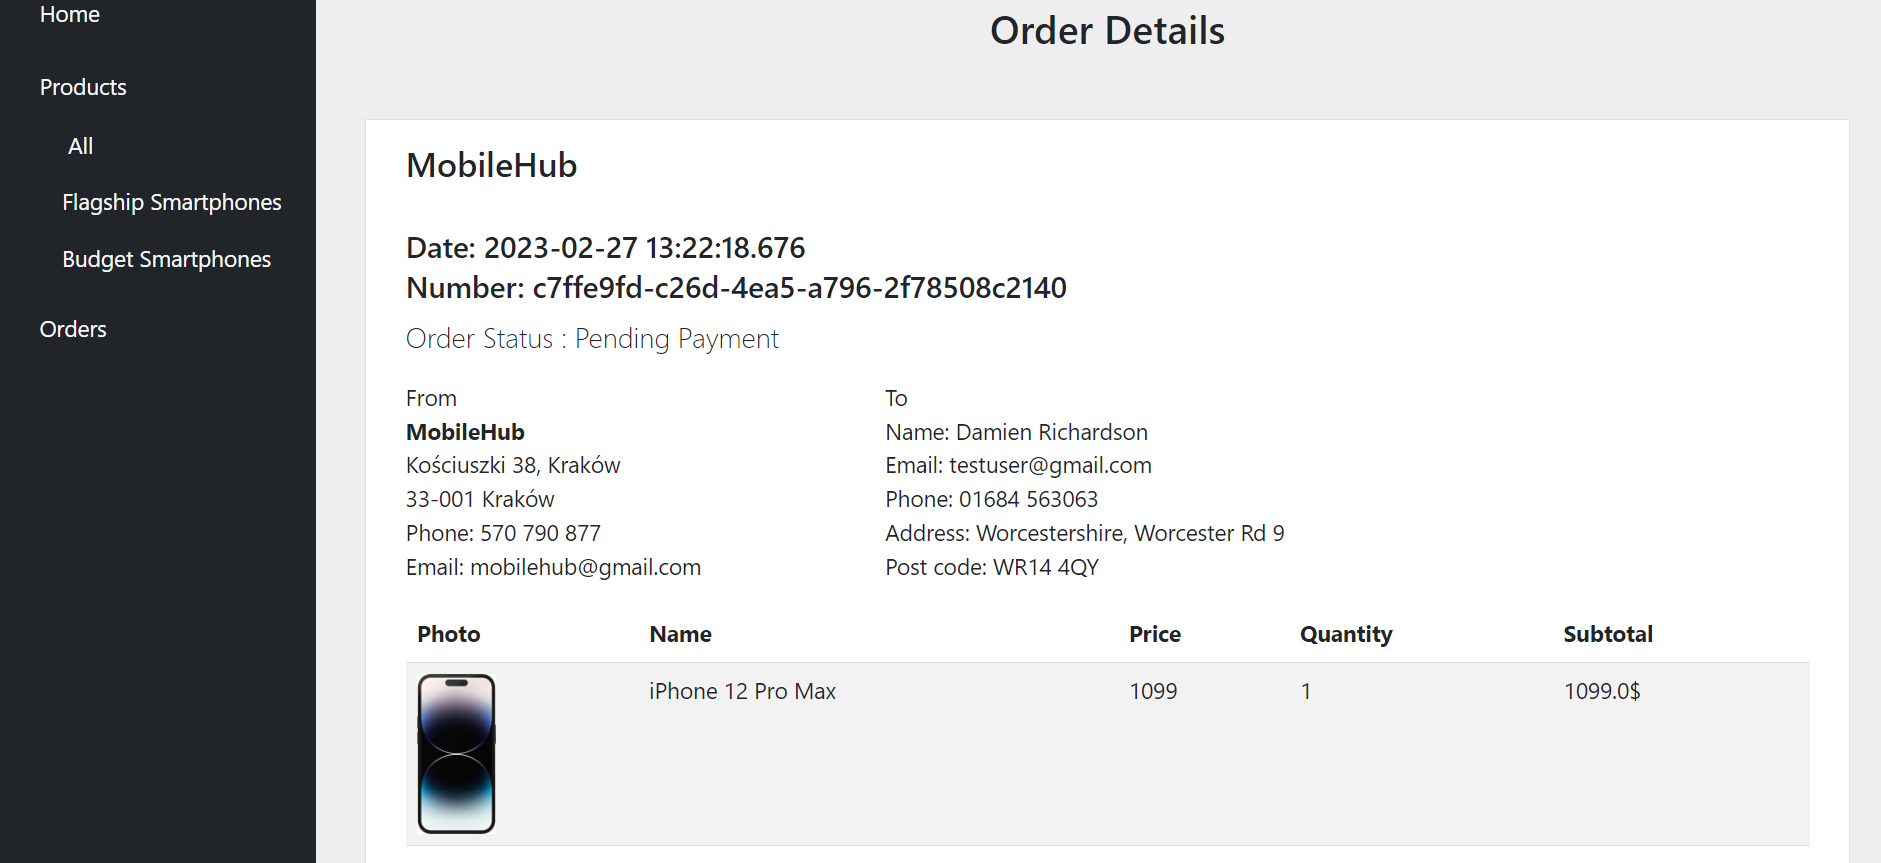 Home
Products
All
Flagship Smartphones
Budget Smartphones
Orders
Order Details
MobileHub
Date: 2023-02-27 13:22:18.676
Number: c7ffe9fd-c26d-4ea5-a796-2f78508c2140
Order Status : Pending Payment
From
MobileHub
Kościuszki 38, Kraków
33-001 Kraków
Phone: 570 790 877
Email: mobilehub@gmail.com
To
Name: Damien Richardson
Email: testuser@gmail.com
Phone: 01684 563063
Address: Worcestershire, Worcester Rd 9
Post code: WR14 4QY
Photo Name Price Quantity Subtotal
iPhone 12 Pro Max 1099 1 1099.0$